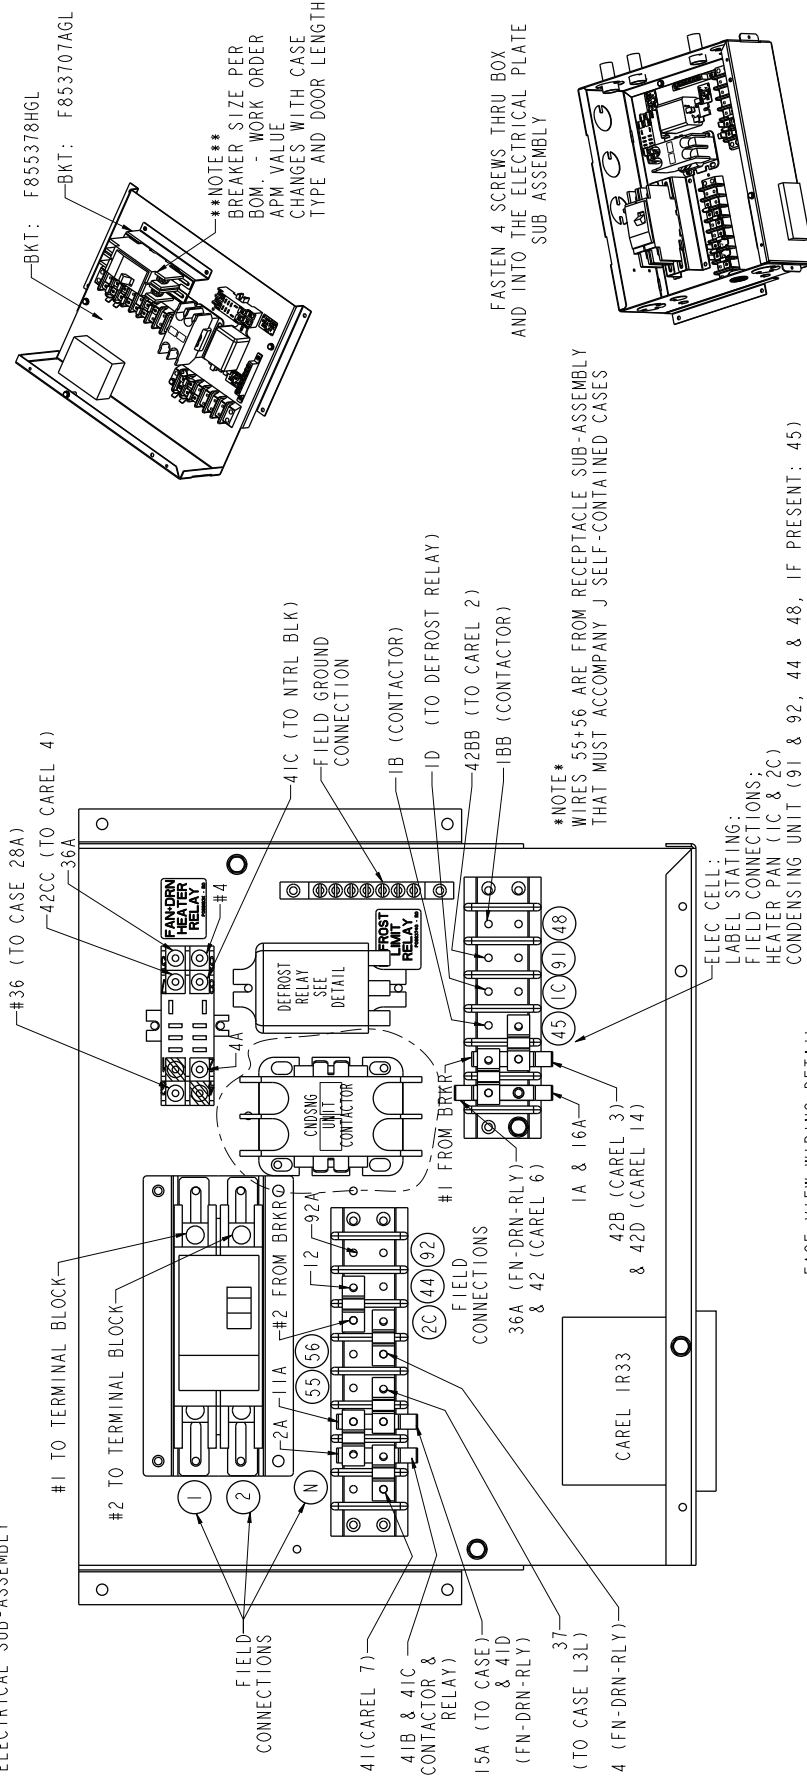 ELECTRICAL SUB-ASSEMBLY
#1 TO TERMINAL BLOCK
#2 TO TERMINAL BLOCK
FIELD
CONNECTIONS
1
2
N
#36 (TO CASE 28A)
42CC (TO CAREL 4)
36A
FAN-DRN
HEATER
RELAY
#4
4A
41C (TO NTRL BLK)
FIELD GROUND
CONNECTION
DEFROST
RELAY
SEE
DETAIL
FROST
LIMIT
RELAY
CNDSNG
UNIT
CONTACTOR
2A
11A
#2 FROM BRKR
12
92A
55
56
2C
44
92
FIELD
CONNECTIONS
41(CAREL 7)
41B & 41C
CONTACTOR &
RELAY)
15A (TO CASE)
& 41D
(FN-DRN-RLY)
37
(TO CASE L3L)
4 (FN-DRN-RLY)
#1 FROM BRKR
36A (FN-DRN-RLY)
& 42 (CAREL 6)
1A & 16A
42B (CAREL 3)
& 42D (CAREL 14)
1B (CONTACTOR)
1D (TO DEFROST RELAY)
42BB (TO CAREL 2)
1BB (CONTACTOR)
45
1C
91
48
CAREL IR33
*NOTE*
WIRES 55+56 ARE FROM RECEPTACLE SUB-ASSEMBLY
THAT MUST ACCOMPANY J SELF-CONTAINED CASES
ELEC CELL:
LABEL STATING:
FIELD CONNECTIONS;
HEATER PAN (1C & 2C)
CONDENSING UNIT (91 & 92, 44 & 48, IF PRESENT: 45)
BKT: F855378HGL
BKT: F853707AGL
**NOTE**
BREAKER SIZE PER
BOM. - WORK ORDER
APM VALUE
CHANGES WITH CASE
TYPE AND DOOR LENGTH
FASTEN 4 SCREWS THRU BOX
AND INTO THE ELECTRICAL PLATE
SUB ASSEMBLY